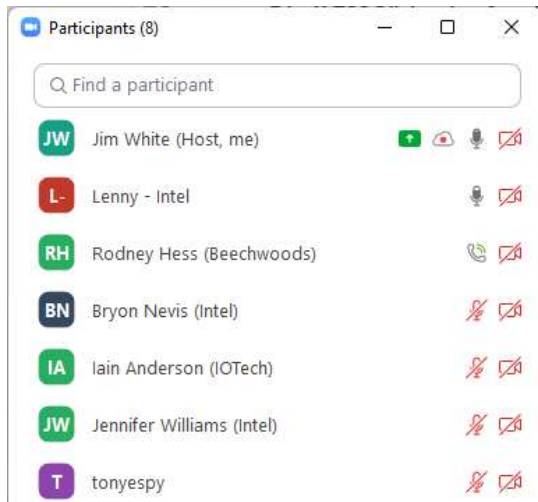 Participants (8)
Find a participant
JW Jim White (Host, me)
L- Lenny - Intel
RH Rodney Hess (Beechwoods)
BN Bryon Nevis (Intel)
IA Iain Anderson (IOTech)
JW Jennifer Williams (Intel)
T tonyespy